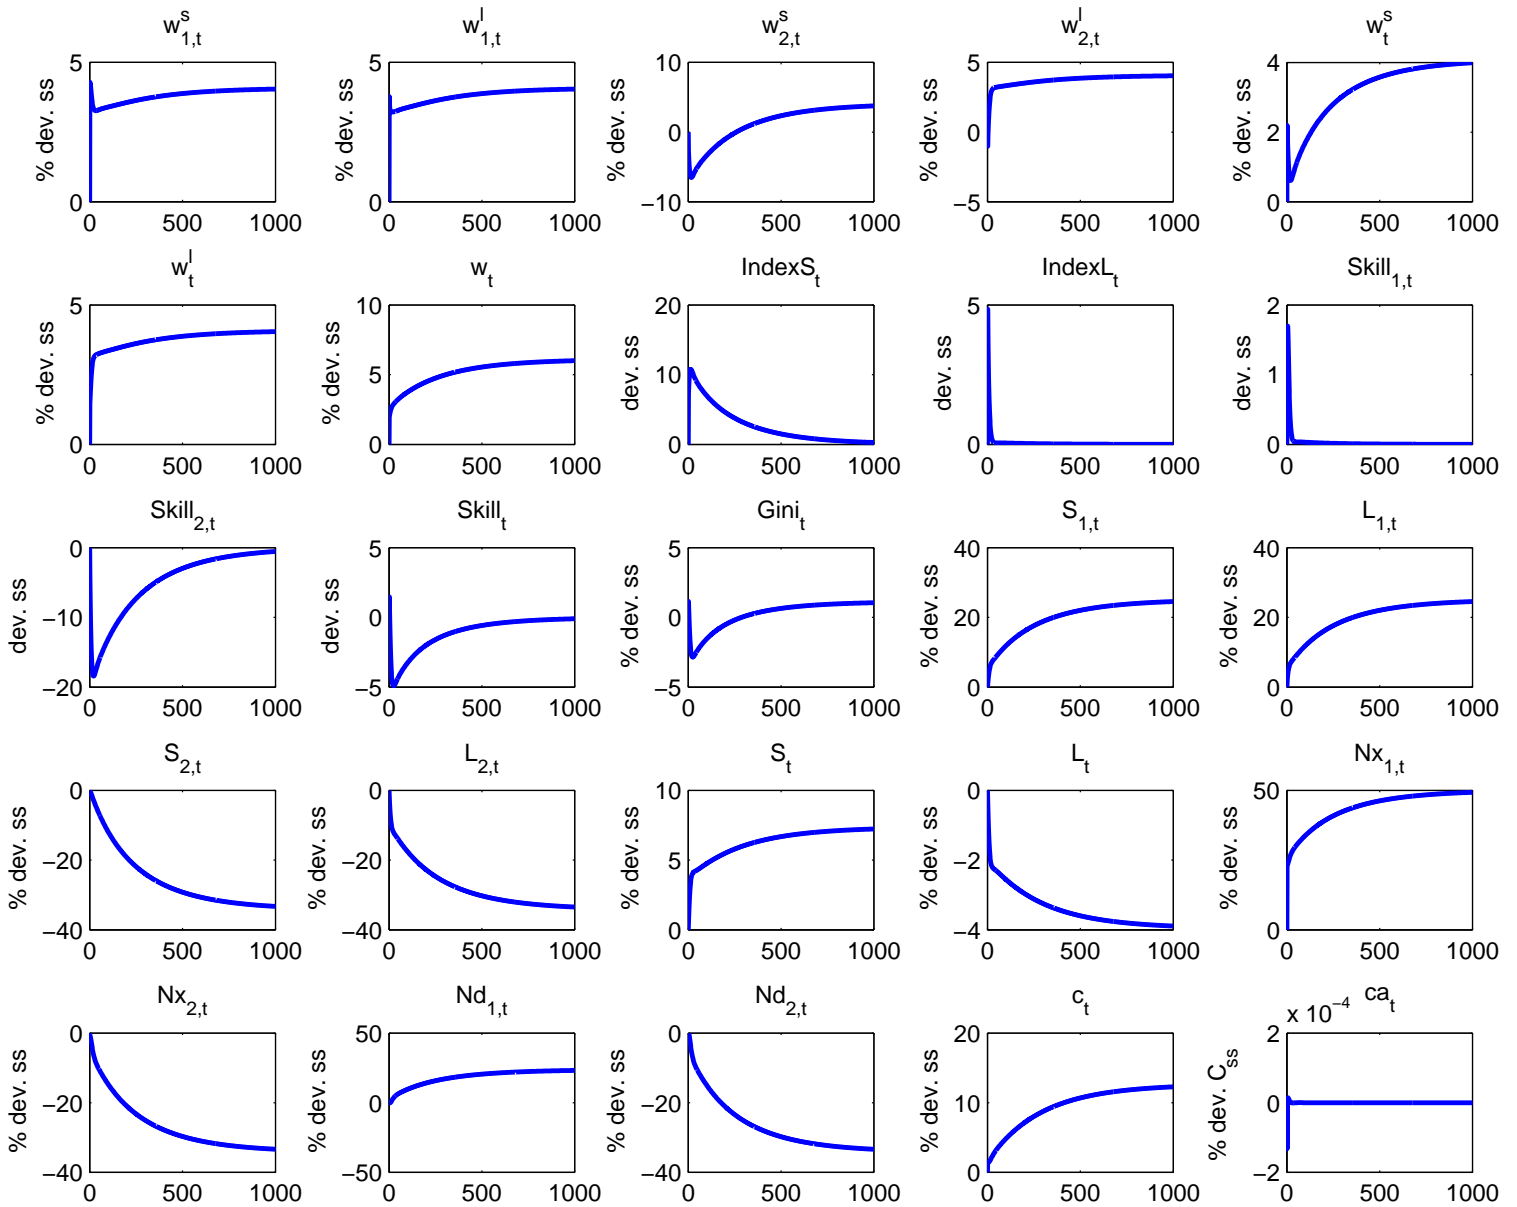 w^s_{1,t}
5
0
% dev. ss
0 500 1000
w^l_{1,t}
5
0
% dev. ss
0 500 1000
w^s_{2,t}
10
0
−10
% dev. ss
0 500 1000
w^l_{2,t}
5
0
−5
% dev. ss
0 500 1000
w^s_t
4
2
0
% dev. ss
0 500 1000
w^l_t
5
0
% dev. ss
0 500 1000
w_t
10
5
0
% dev. ss
0 500 1000
IndexS_t
20
10
0
dev. ss
0 500 1000
IndexL_t
5
0
dev. ss
0 500 1000
Skill_{1,t}
2
1
0
dev. ss
0 500 1000
Skill_{2,t}
0
−10
−20
dev. ss
0 500 1000
Skill_t
5
0
−5
dev. ss
0 500 1000
Gini_t
5
0
−5
% dev. ss
0 500 1000
S_{1,t}
40
20
0
% dev. ss
0 500 1000
L_{1,t}
40
20
0
% dev. ss
0 500 1000
S_{2,t}
0
−20
−40
% dev. ss
0 500 1000
L_{2,t}
0
−20
−40
% dev. ss
0 500 1000
S_t
10
5
0
% dev. ss
0 500 1000
L_t
0
−2
−4
% dev. ss
0 500 1000
Nx_{1,t}
50
0
% dev. ss
0 500 1000
Nx_{2,t}
0
−20
−40
% dev. ss
0 500 1000
Nd_{1,t}
50
0
−50
% dev. ss
0 500 1000
Nd_{2,t}
0
−20
−40
% dev. ss
0 500 1000
c_t
20
10
0
% dev. ss
0 500 1000
ca_t
x 10^{−4}
2
0
−2
% dev. C_{ss}
0 500 1000